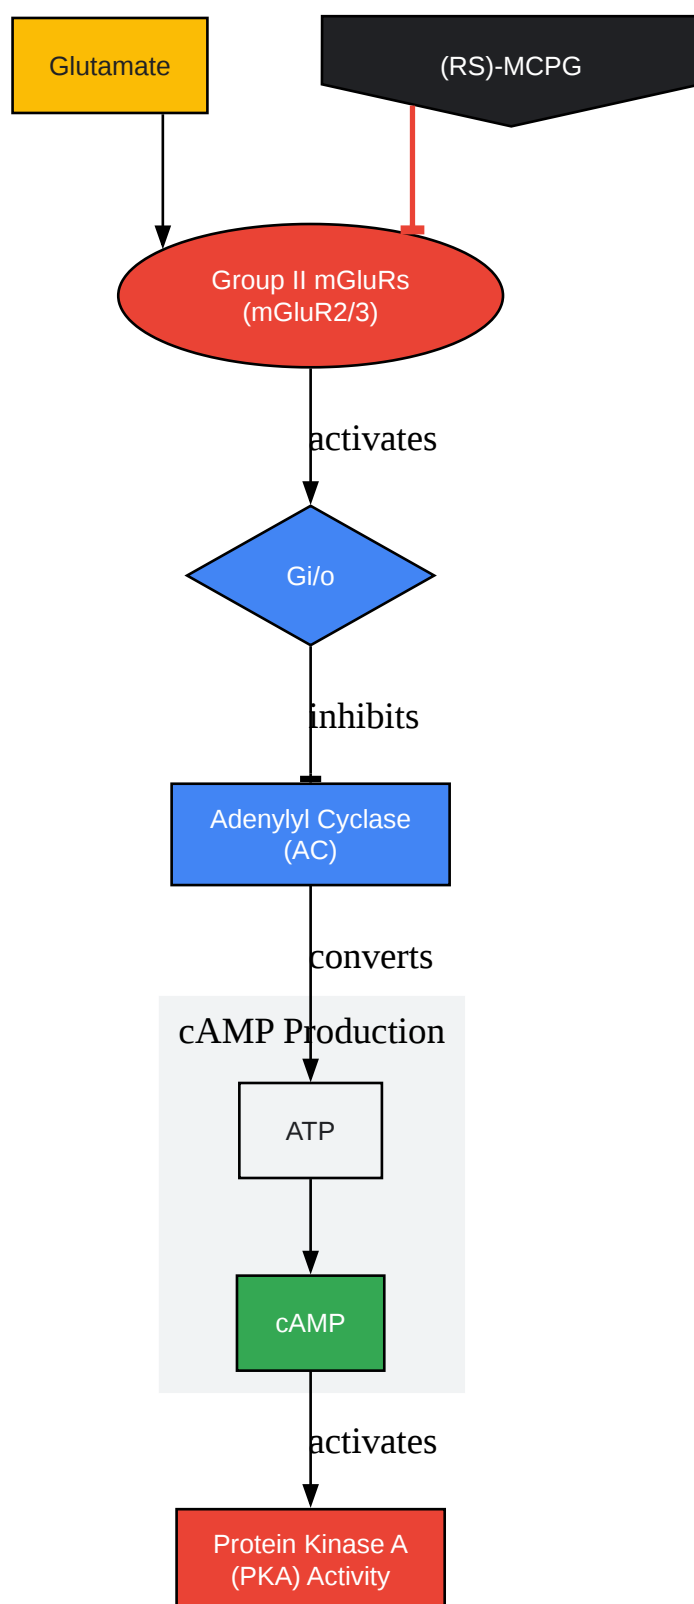 Glutamate
(RS)-MCPG
Group II mGluRs
(mGluR2/3)
activates
Gi/o
inhibits
Adenylyl Cyclase
(AC)
converts
cAMP Production
ATP
cAMP
activates
Protein Kinase A
(PKA) Activity